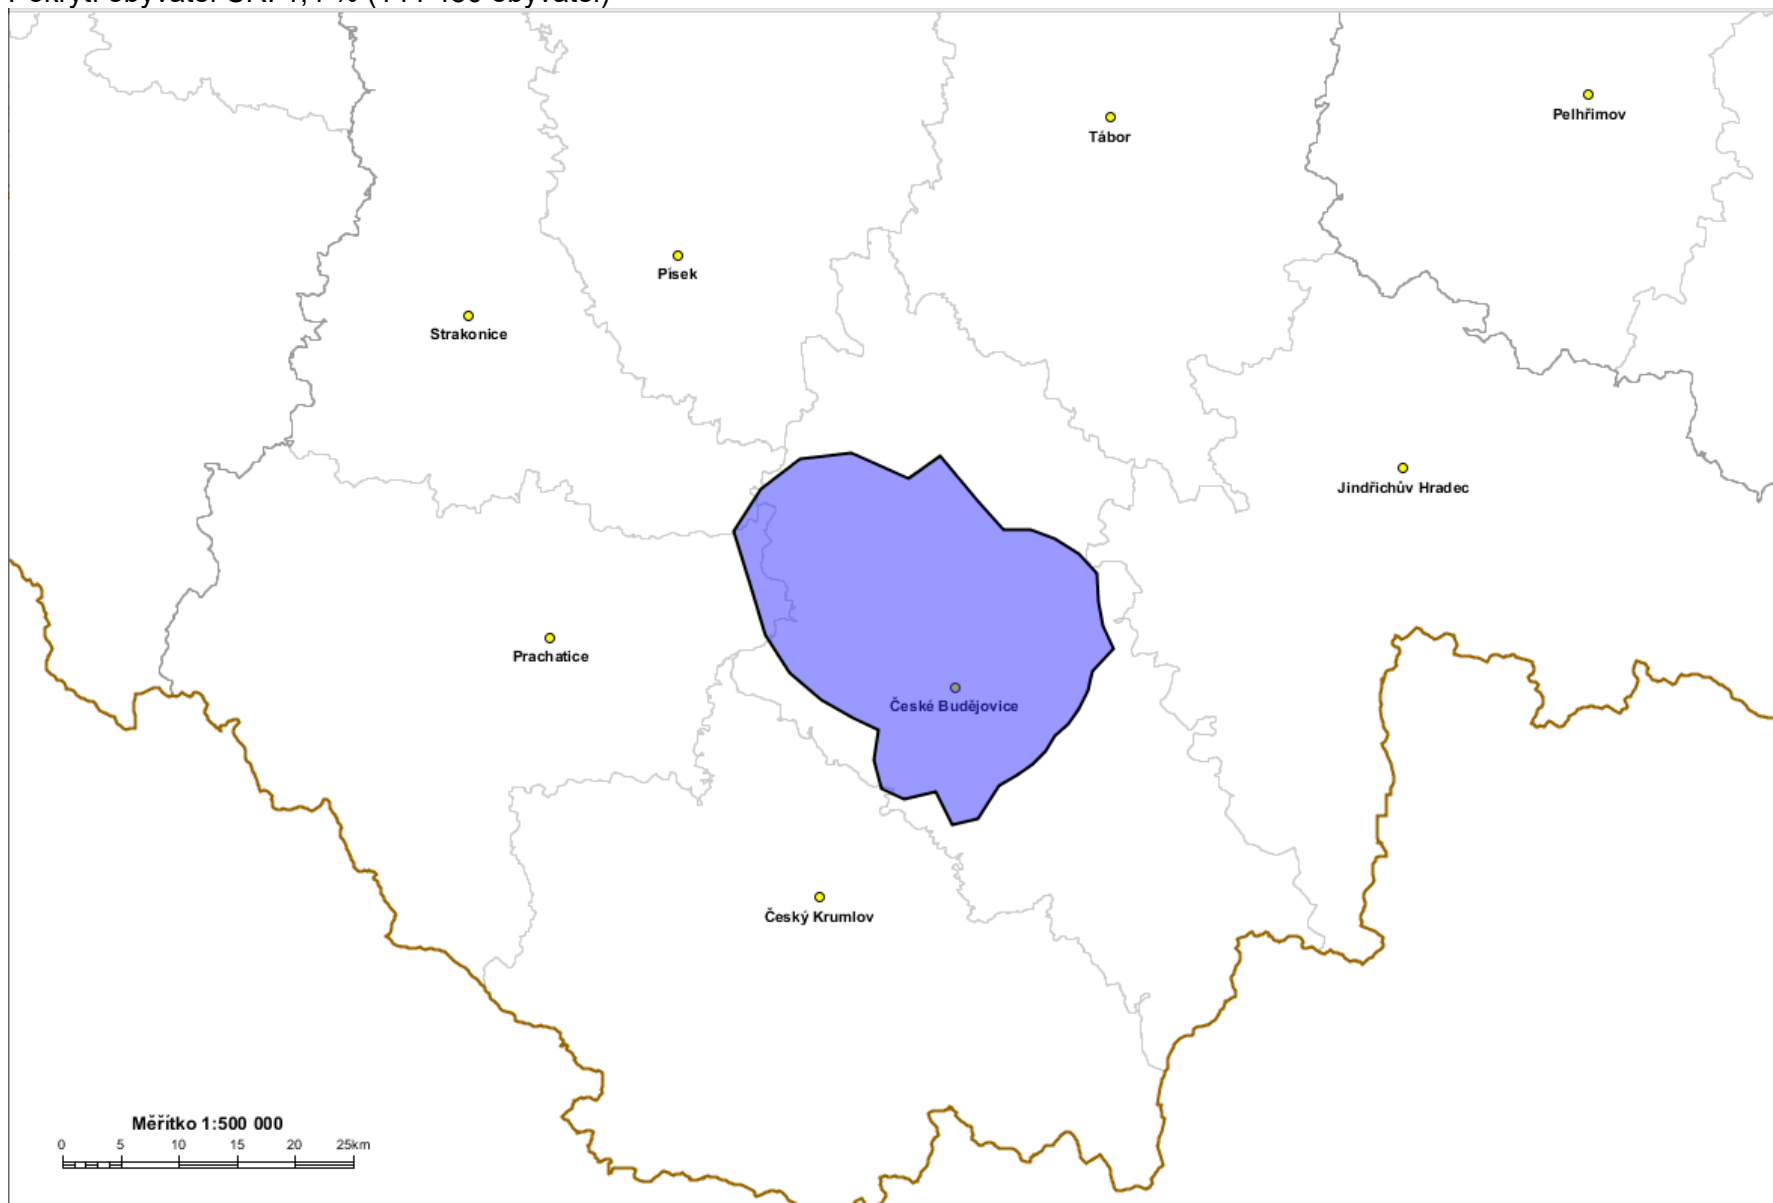 Pelhřimov
Tábor
Písek
Strakonice
Jindřichův Hradec
Prachatice
České Budějovice
Český Krumlov
Měřítko 1:500 000
0 5 10 15 20 25km